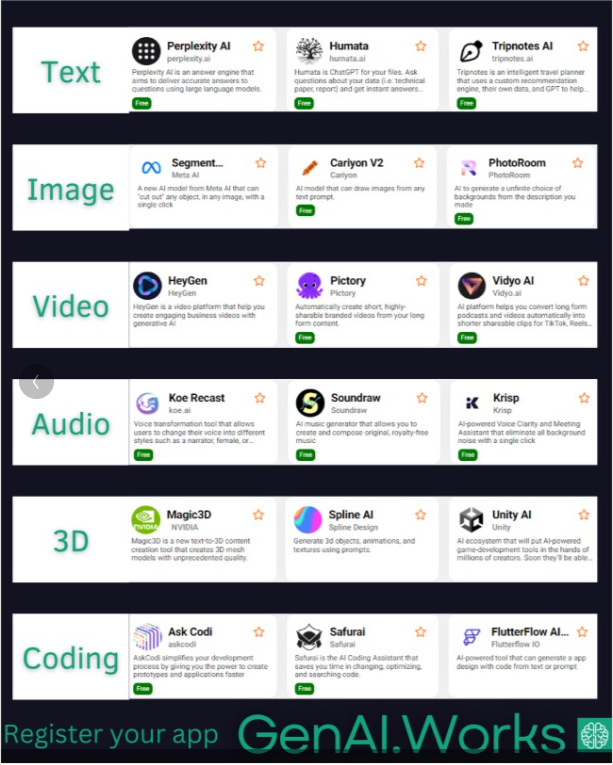 Text
Perplexity AI
perplexity.ai
Perplexity AI is an answer engine that
aims to deliver accurate answers to
questions using large language models.
Free
Humata
humata.ai
Humata is ChatGPT for your files. Ask
questions about your data (i.e. technical
paper, report) and get instant answers...
Free
Tripnotes AI
tripnotes.ai
Tripnotes is an intelligent travel planner
that uses a custom recommendation
engine, their own data, and GPT to help...
Free
Image
Segment...
Meta AI
A new AI model from Meta AI that can
"cut out" any object, in any image, with a
single click
Cariyon V2
Cariyon
AI model that can draw images from any
text prompt.
Free
PhotoRoom
PhotoRoom
AI to generate a unfinite choice of
backgrounds from the description you
made
Free
Video
HeyGen
HeyGen
HeyGen is a video platform that help you
create engaging business videos with
generative AI
Pictory
Pictory
Automatically create short, highly-
sharable branded videos from your long
form content.
Free
Vidyo AI
Vidyo.ai
AI platform helps you convert long form
podcasts and videos automatically into
shorter shareable clips for TikTok, Reels...
Free
Audio
Koe Recast
koe.ai
Voice transformation tool that allows
users to change their voice into different
styles such as a narrator, female, or...
Free
Soundraw
Soundraw
AI music generator that allows you to
create and compose original, royalty-free
music
Free
Krisp
Krisp
AI-powered Voice Clarity and Meeting
Assistant that eliminate all background
noise with a single click
Free
3D
NVIDIA
Magic3D
NVIDIA
Magic3D is a new text-to-3D content
creation tool that creates 3D mesh
models with unprecedented quality.
Spline AI
Spline Design
Generate 3d objects, animations, and
textures using prompts.
Unity AI
Unity
AI ecosystem that will put AI-powered
game-development tools in the hands of
millions of creators. Soon they'll be able...
Coding
Ask Codi
askcodi
AskCodi simplifies your development
process by giving you the power to create
prototypes and applications faster
Free
Safurai
Safurai
Safurai is the AI Coding Assistant that
saves you time in changing, optimizing,
and searching code.
Free
FlutterFlow AI...
Flutterflow IO
AI-powered tool that can generate a app
design with code from text or prompt
Register your app
GenAI.Works